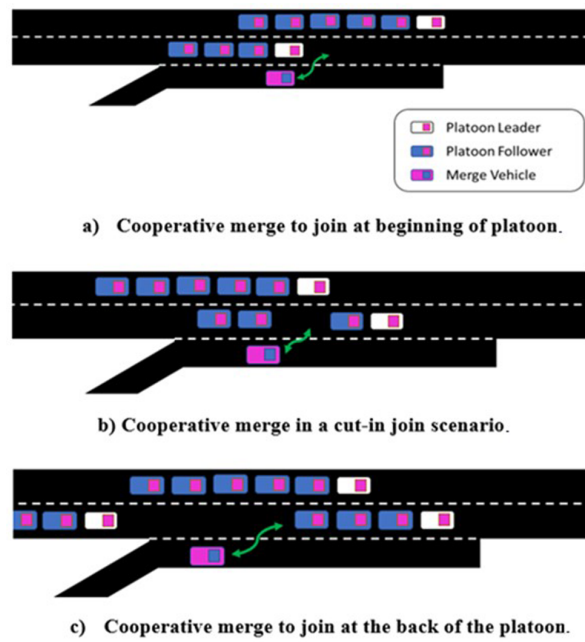 Platoon Leader
Platoon Follower
Merge Vehicle
a) Cooperative merge to join at beginning of platoon.
b) Cooperative merge in a cut-in join scenario.
c) Cooperative merge to join at the back of the platoon.